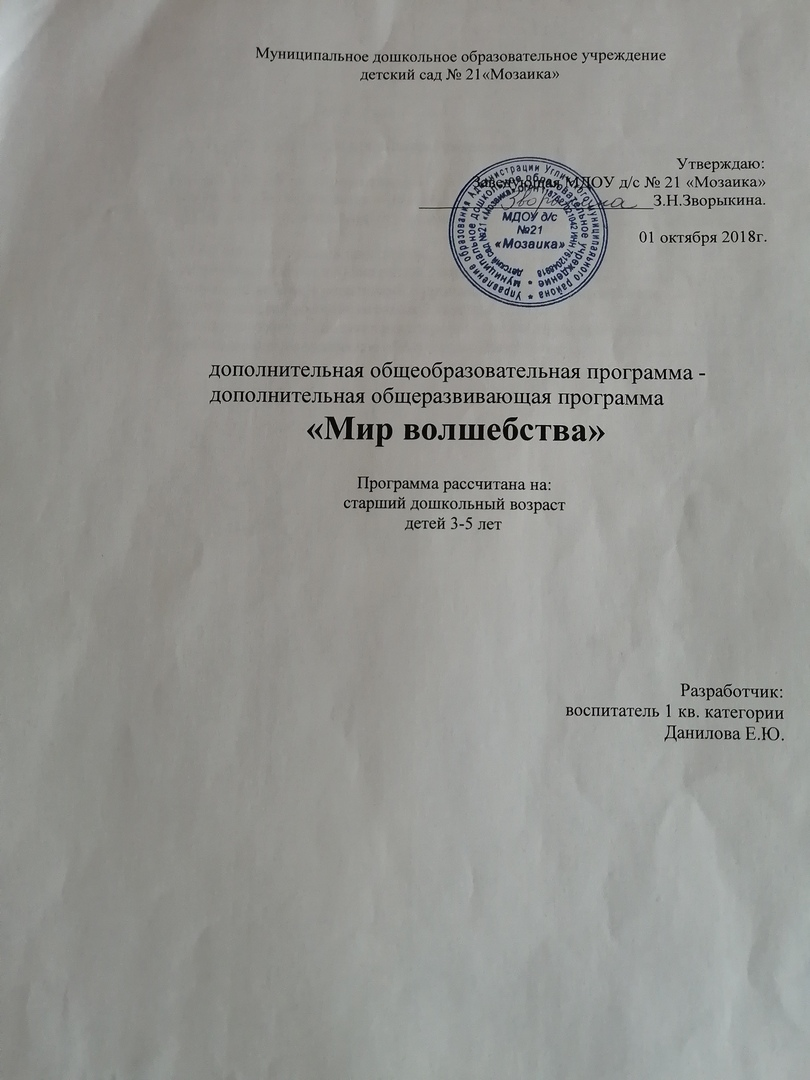 Муниципальное дошкольное образовательное учреждение
детский сад № 21«Мозаика»
Утверждаю:
Заведующая МДОУ д/с № 21 «Мозаика»
З.Н.Зворыкина.
01 октября 2018г.
МДОУ д/с
№21
«Мозаика»
дополнительная общеобразовательная программа -
дополнительная общеразвивающая программа
«Мир волшебства»
Программа рассчитана на:
старший дошкольный возраст
детей 3-5 лет
Разработчик:
воспитатель 1 кв. категории
Данилова Е.Ю.